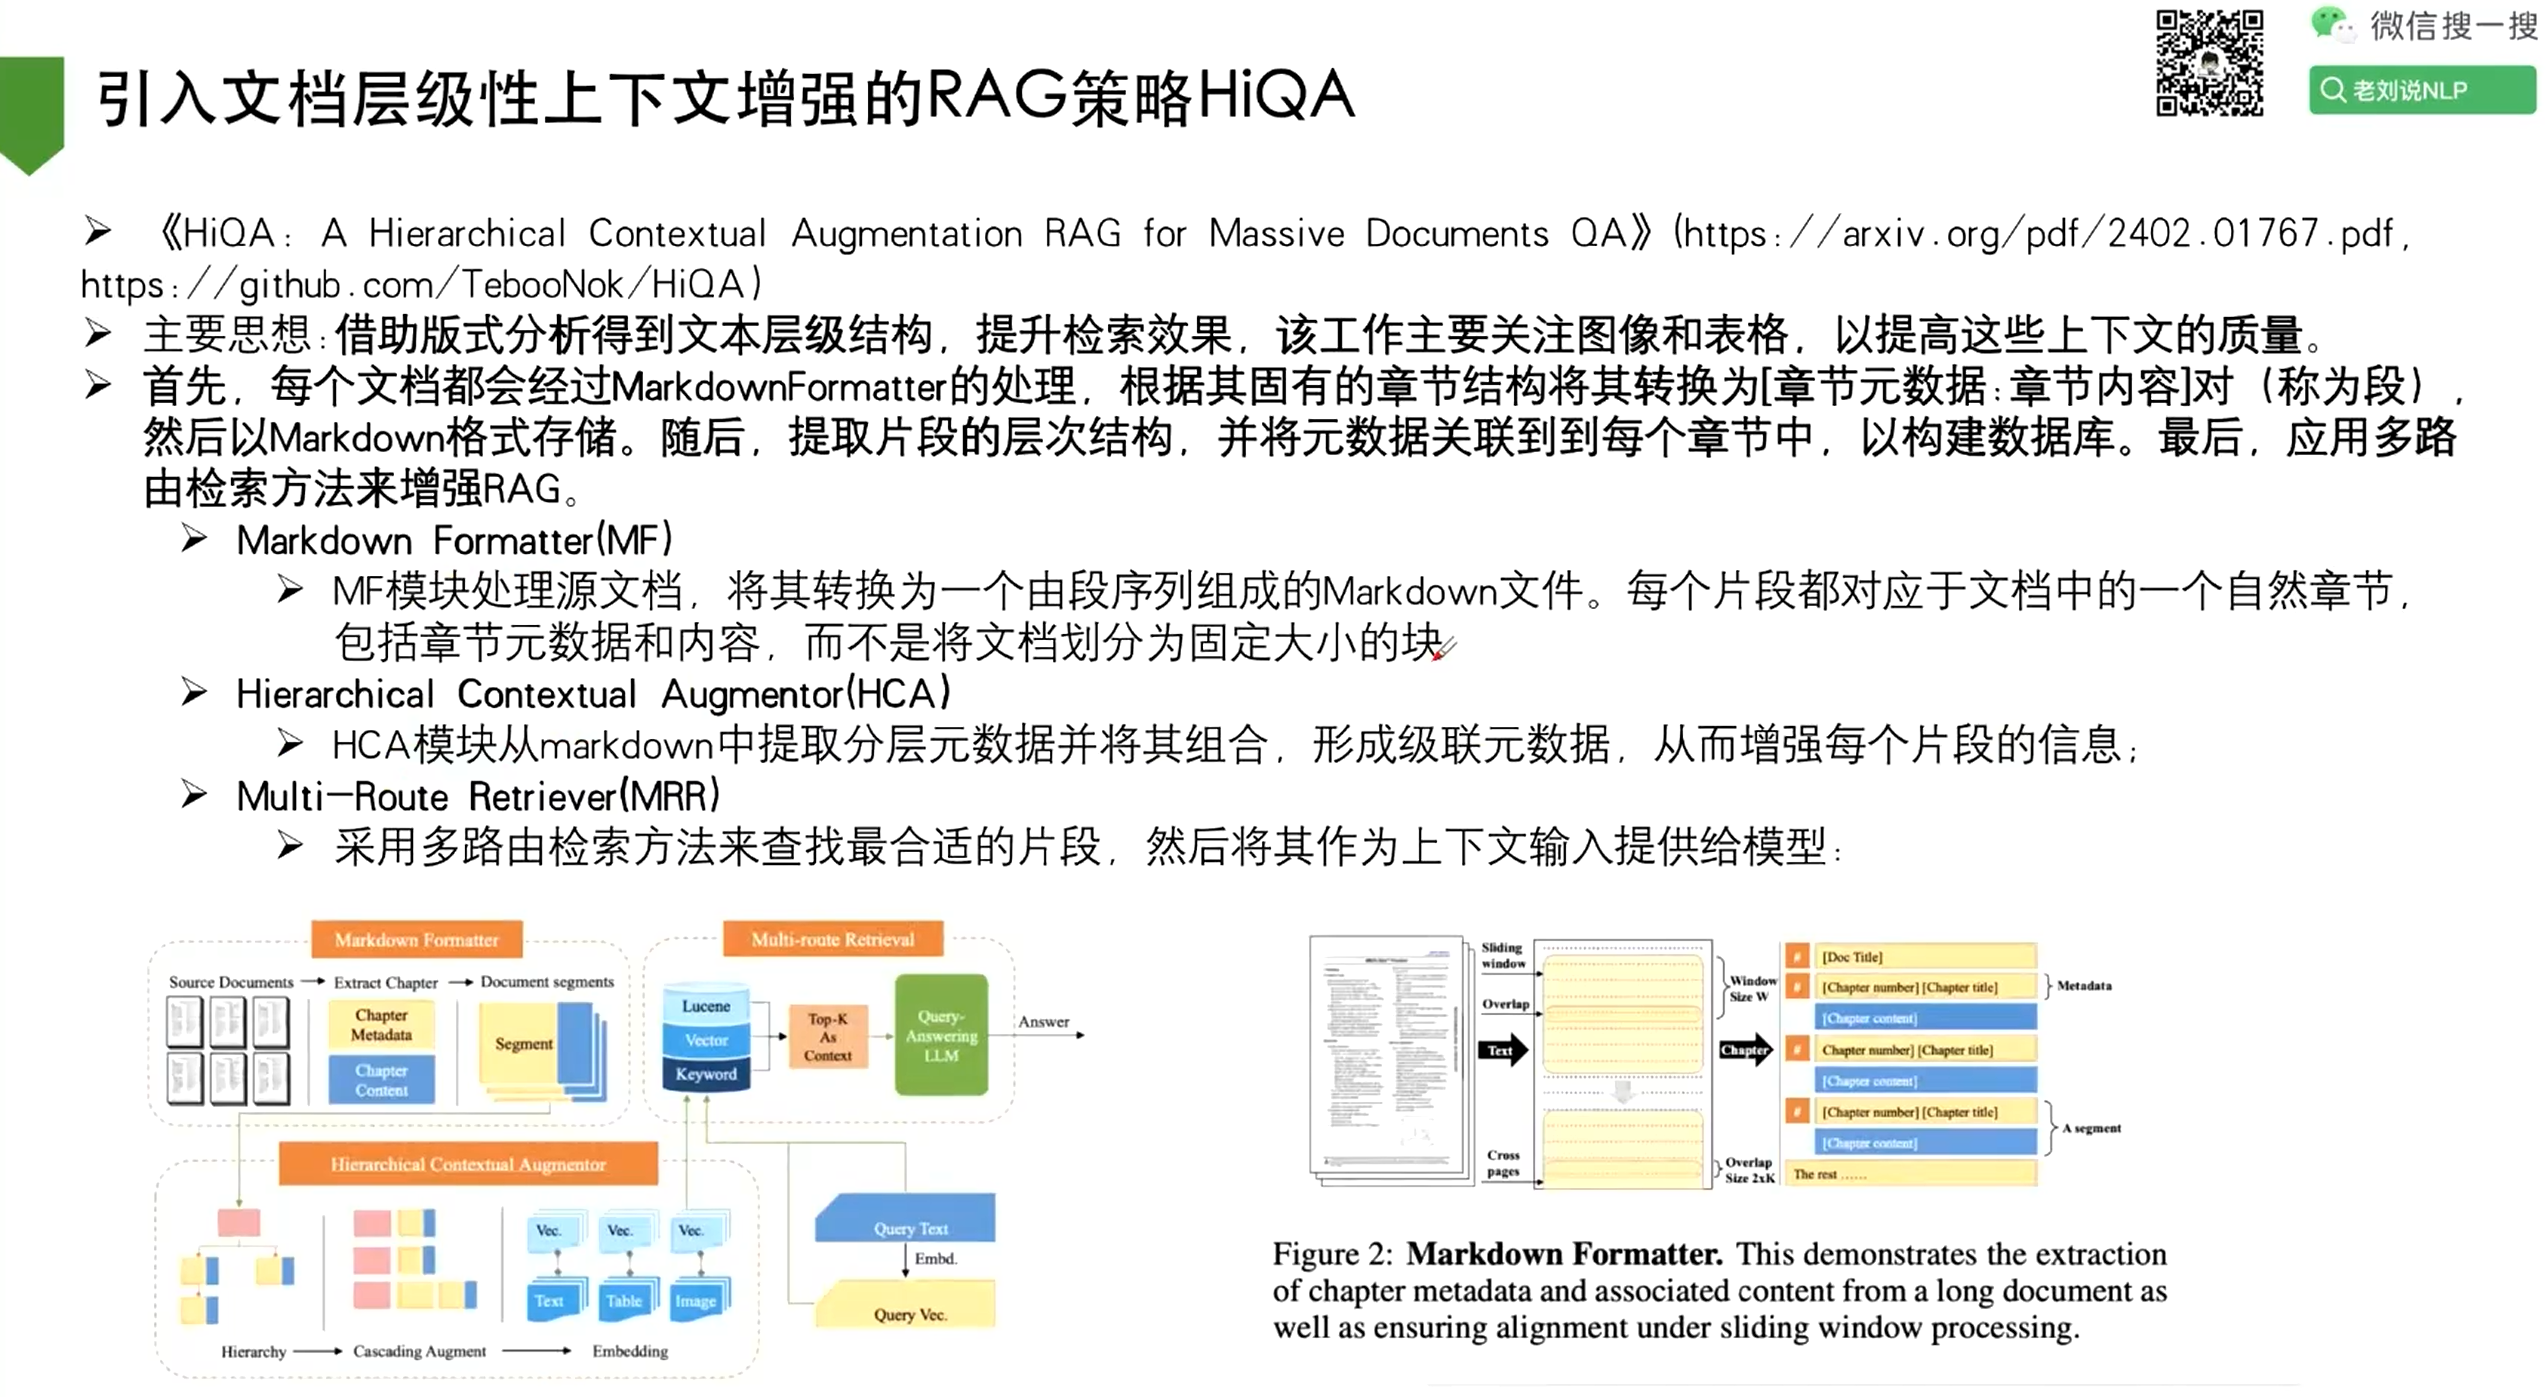 微信搜一搜
老刘说NLP
引入文档层级性上下文增强的RAG策略HiQA
➢ 《HiQA: A Hierarchical Contextual Augmentation RAG for Massive Documents QA》(https://arxiv.org/pdf/2402.01767.pdf,
https://github.com/TebooNok/HiQA)
➢ 主要思想:借助版式分析得到文本层级结构，提升检索效果，该工作主要关注图像和表格，以提高这些上下文的质量。
➢ 首先，每个文档都会经过MarkdownFormatter的处理，根据其固有的章节结构将其转换为[章节元数据:章节内容]对（称为段），
然后以Markdown格式存储。随后，提取片段的层次结构，并将元数据关联到到每个章节中，以构建数据库。最后，应用多路
由检索方法来增强RAG。
➢ Markdown Formatter(MF)
➢ MF模块处理源文档，将其转换为一个由段序列组成的Markdown文件。每个片段都对应于文档中的一个自然章节，
包括章节元数据和内容，而不是将文档划分为固定大小的块
➢ Hierarchical Contextual Augmentor(HCA)
➢ HCA模块从markdown中提取分层元数据并将其组合，形成级联元数据，从而增强每个片段的信息；
➢ Multi-Route Retriever(MRR)
➢ 采用多路由检索方法来查找最合适的片段，然后将其作为上下文输入提供给模型：
Markdown Formatter
Source Documents
Extract Chapter
Document segments
Chapter
Metadata
Chapter
Content
Segment
Multi-route Retrieval
Lucene
Vector
Keyword
Top-K
As
Context
Query-
Answering
LLM
Answer
Hierarchical Contextual Augmentor
Vec.
Vec.
Vec.
Text
Table
Image
Hierarchy
Cascading Augment
Embedding
Query Text
Embd.
Query Vec.
Sliding
window
Overlap
Text
Cross
pages
Window
Size W
Chapter
Overlap
Size 2xK
# [Doc Title]
# [Chapter number] [Chapter title]
[Chapter content]
# Chapter number] [Chapter title]
[Chapter content]
# [Chapter number] [Chapter title]
[Chapter content]
The rest ......
Metadata
A segment
Figure 2: Markdown Formatter. This demonstrates the extraction
of chapter metadata and associated content from a long document as
well as ensuring alignment under sliding window processing.